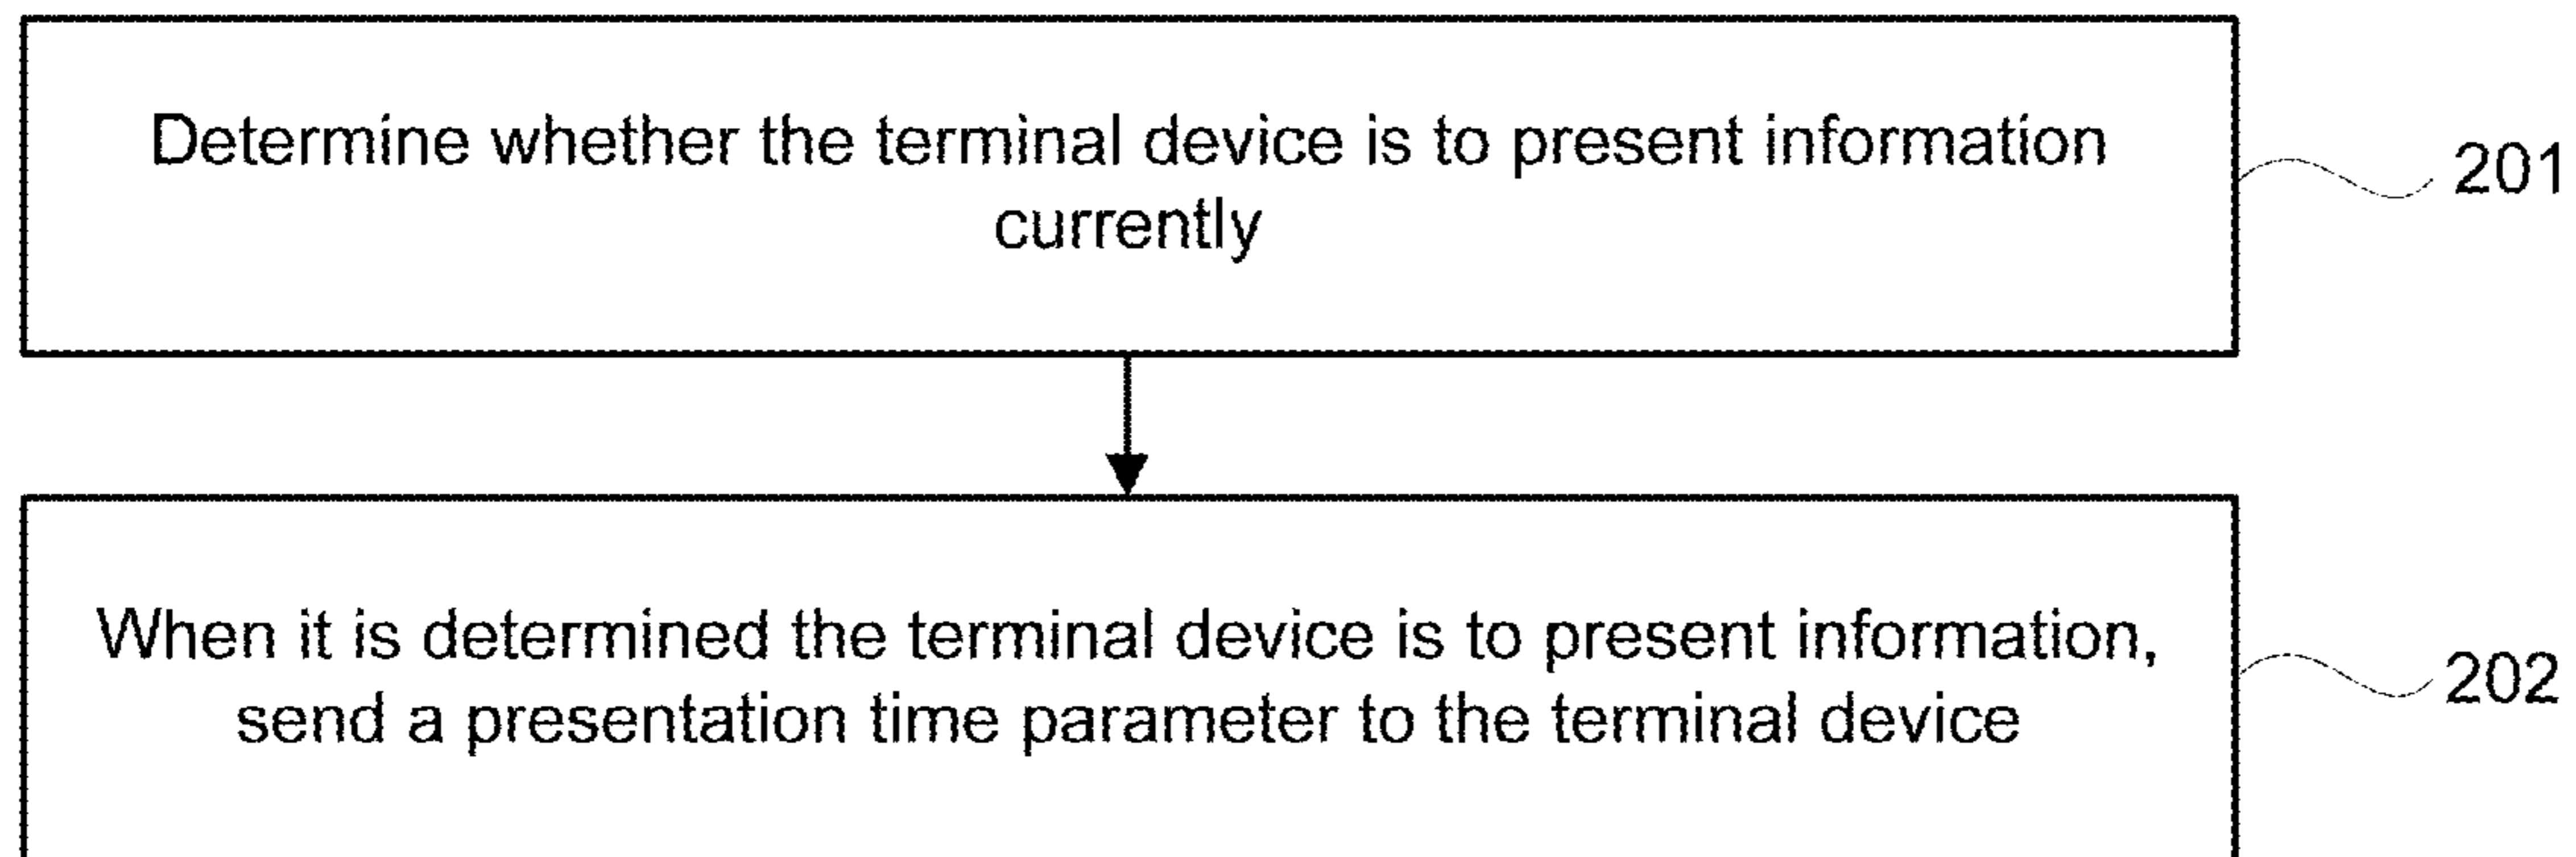 Determine whether the terminal device is to present information
currently
201
When it is determined the terminal device is to present information,
send a presentation time parameter to the terminal device
202